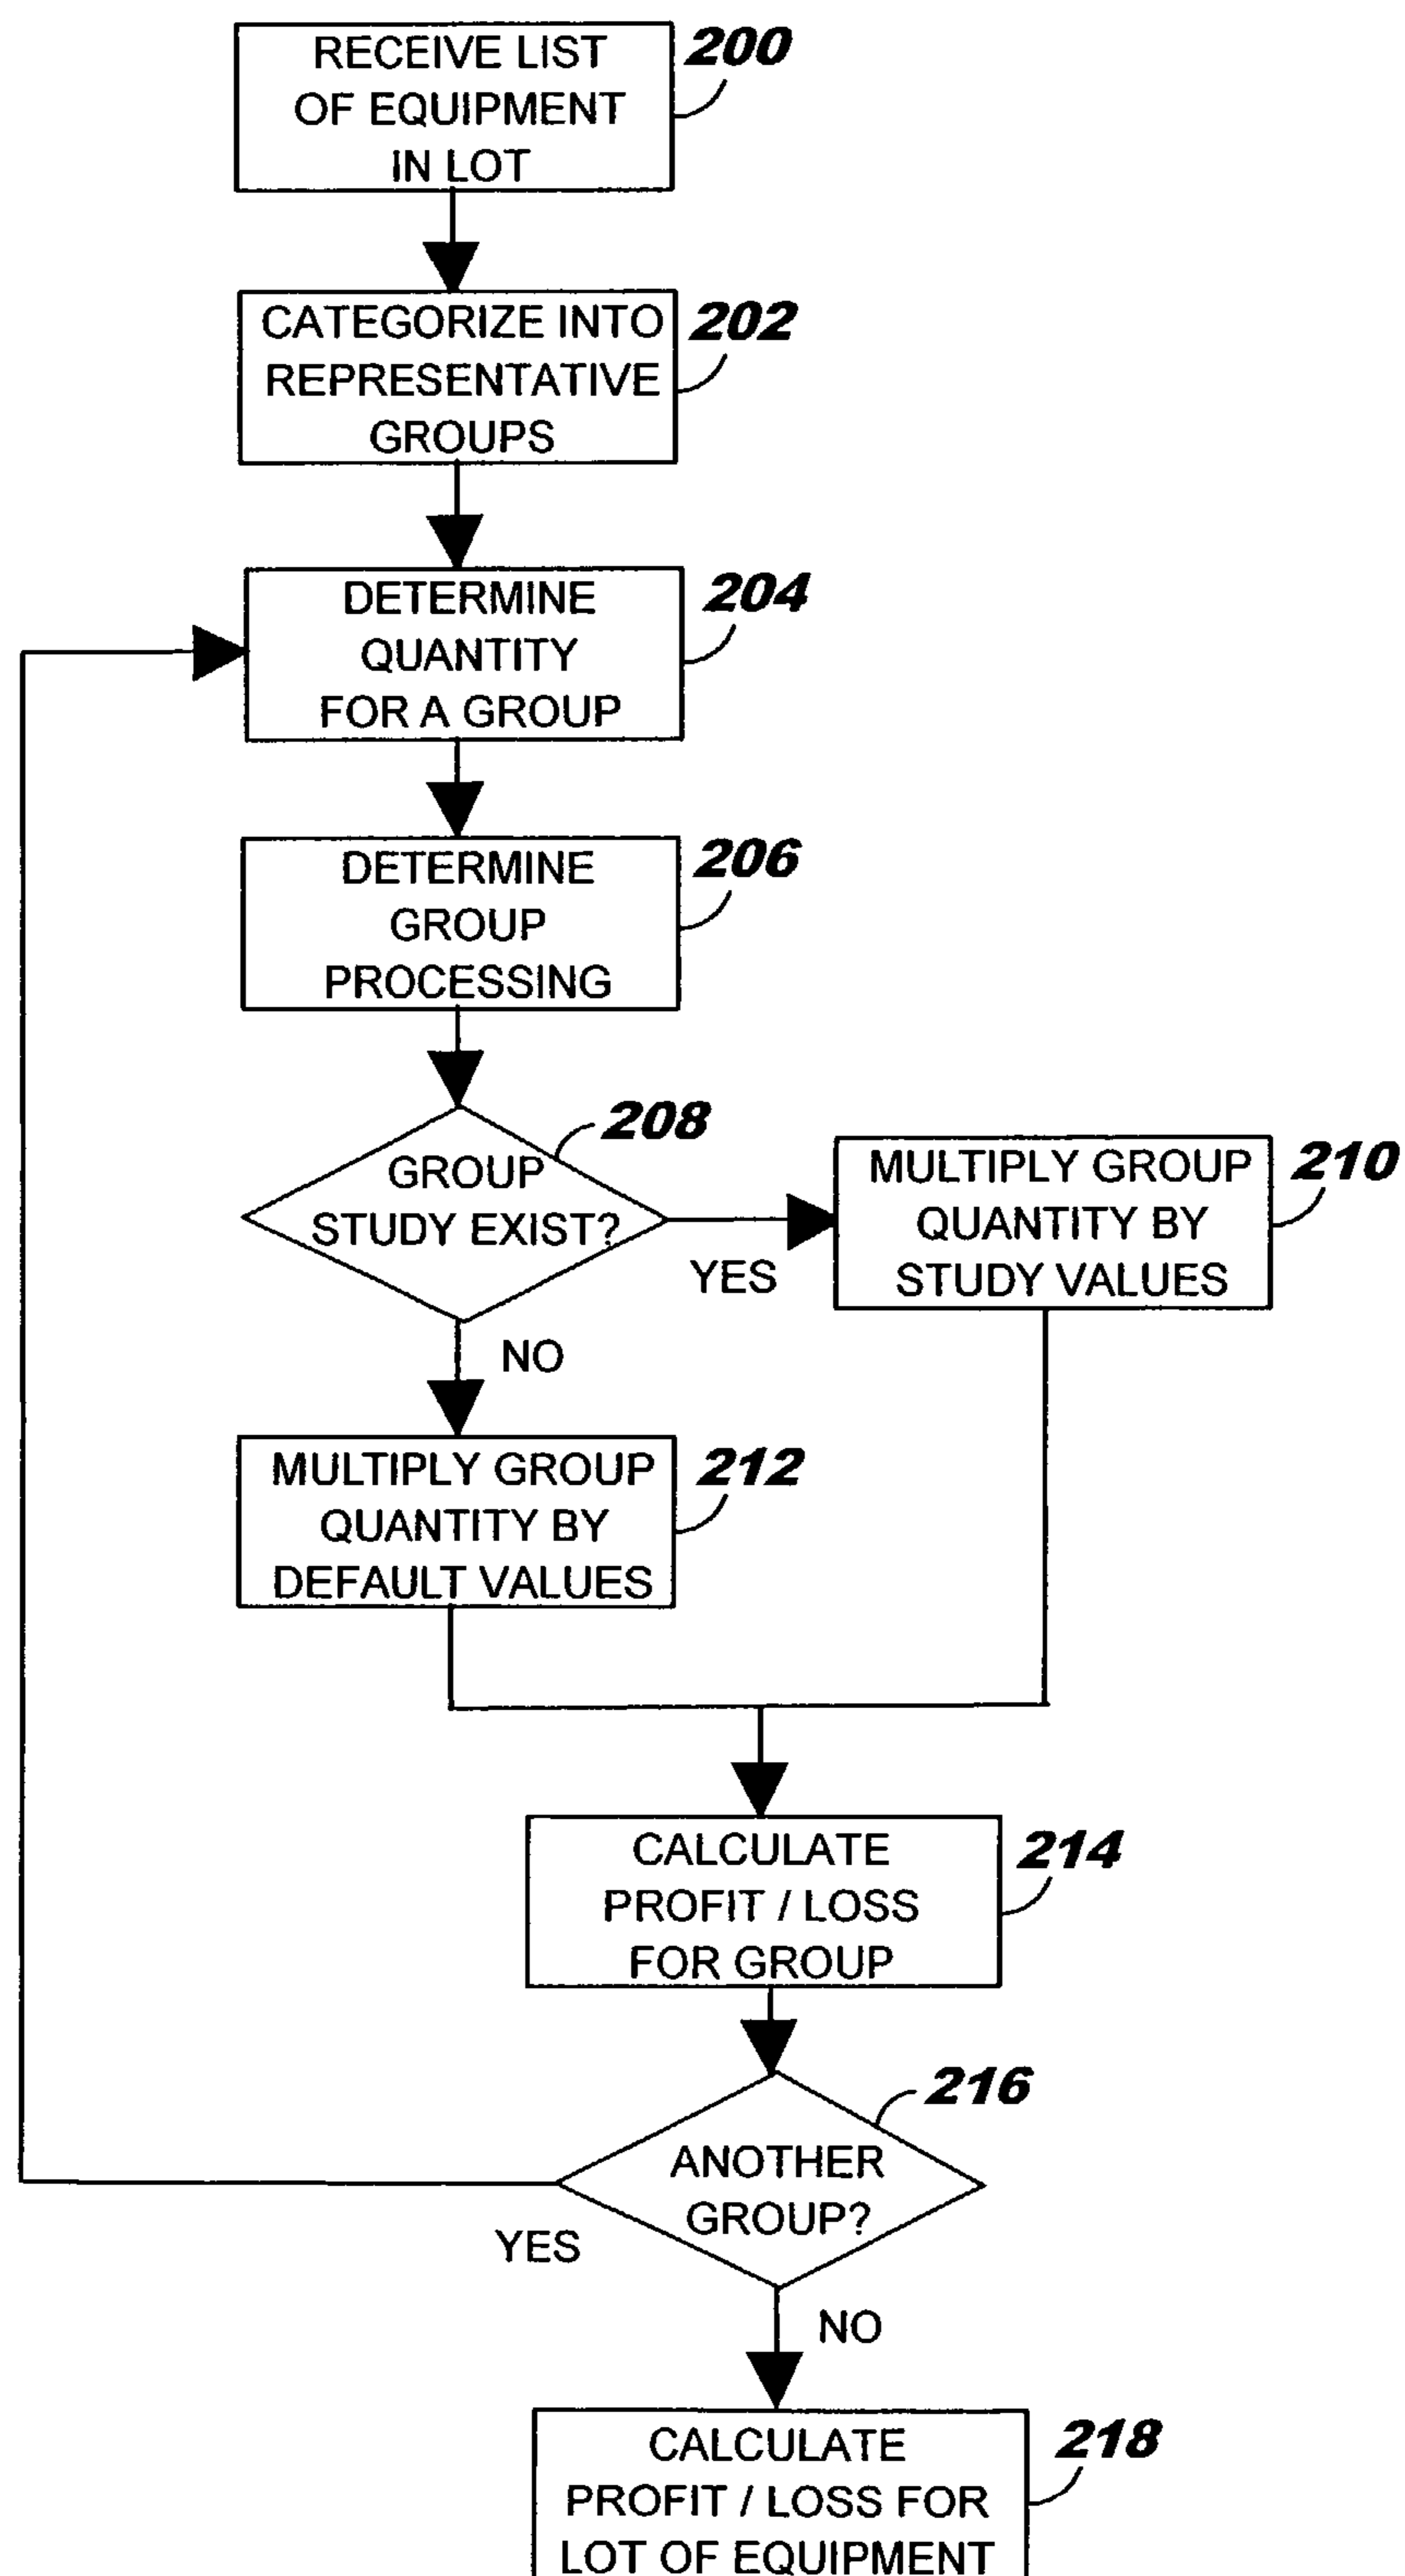 RECEIVE LIST
OF EQUIPMENT
IN LOT
200
CATEGORIZE INTO
REPRESENTATIVE
GROUPS
202
DETERMINE
QUANTITY
FOR A GROUP
204
DETERMINE
GROUP
PROCESSING
206
GROUP
STUDY EXIST?
208
YES
MULTIPLY GROUP
QUANTITY BY
STUDY VALUES
210
NO
MULTIPLY GROUP
QUANTITY BY
DEFAULT VALUES
212
CALCULATE
PROFIT / LOSS
FOR GROUP
214
ANOTHER
GROUP?
216
YES
NO
CALCULATE
PROFIT / LOSS FOR
LOT OF EQUIPMENT
218